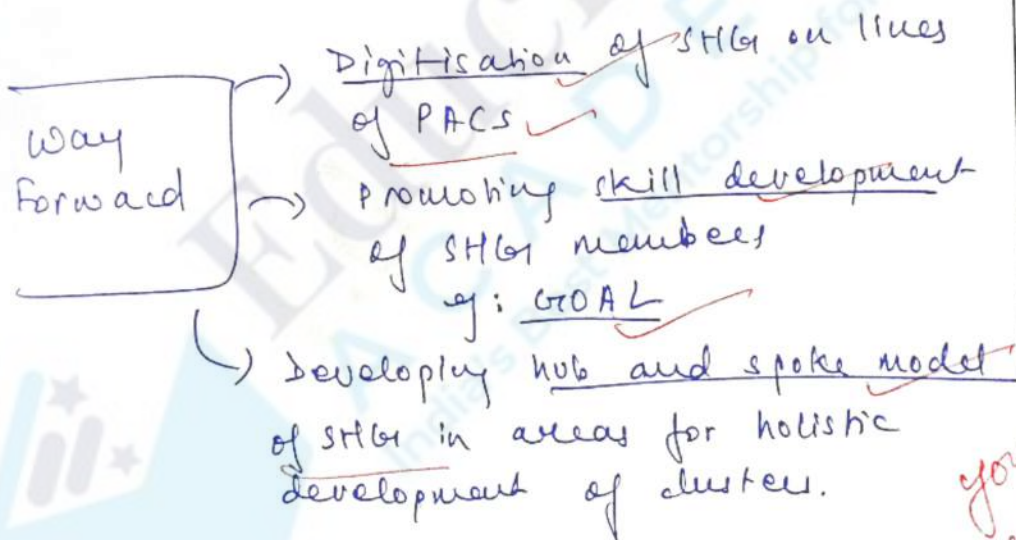 Way
Forward
Digitisation of SHG on lines
of PACS
Promoting skill development
of SHG members
eg: GOAL
Developing hub and spoke model
of SHG in areas for holistic
development of clusters.